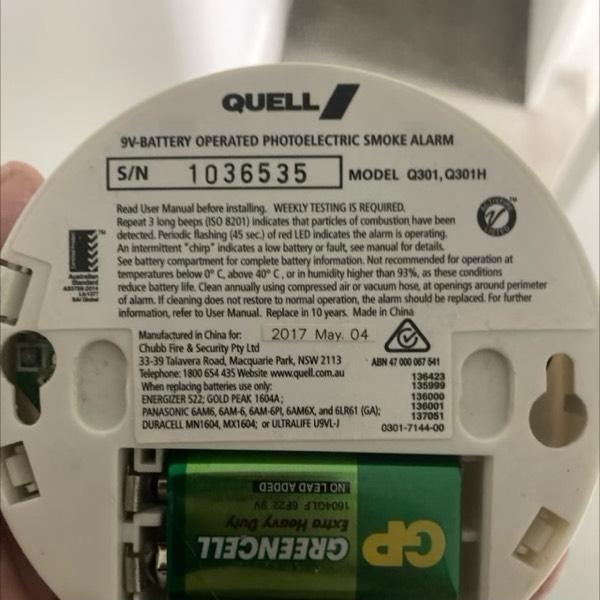 QUELL
9V-BATTERY OPERATED PHOTOELECTRIC SMOKE ALARM
S/N 1036535 MODEL Q301, Q301H
Read User Manual before installing. WEEKLY TESTING IS REQUIRED.
Repeat 3 long beeps (ISO 8201) indicates that particles of combustion have been
detected. Periodic flashing (45 sec.) of red LED indicates the alarm is operating.
An intermittent "chirp" indicates a low battery or fault, see manual for details.
See battery compartment for complete battery information. Not recommended for operation at
temperatures below 0° C, above 40° C, or in humidity higher than 93%, as these conditions
reduce battery life. Clean annually using compressed air or vacuum hose, at openings around perimeter
of alarm. If cleaning does not restore to normal operation, the alarm should be replaced. For further
information, refer to User Manual. Replace in 10 years. Made in China
Australian
Standard
Manufactured in China for: 2017 May. 04
Chubb Fire & Security Pty Ltd
33-39 Talavera Road, Macquarie Park, NSW 2113
Telephone: 1800 654 435 Website www.quell.com.au
When replacing batteries use only:
ENERGIZER 522; GOLD PEAK 1604A;
PANASONIC 6AM6, 6AM-6, 6AM-6PI, 6AM6X, and 6LR61 (GA);
DURACELL MN1604, MX1604; or ULTRALIFE U9VL-J
ABN 47 000 067 541
136423
135999
136000
136001
137051
0301-7144-00
GP GREENCELL
Extra Heavy Duty
1604GLF 6F22 9V
NO LEAD ADDED